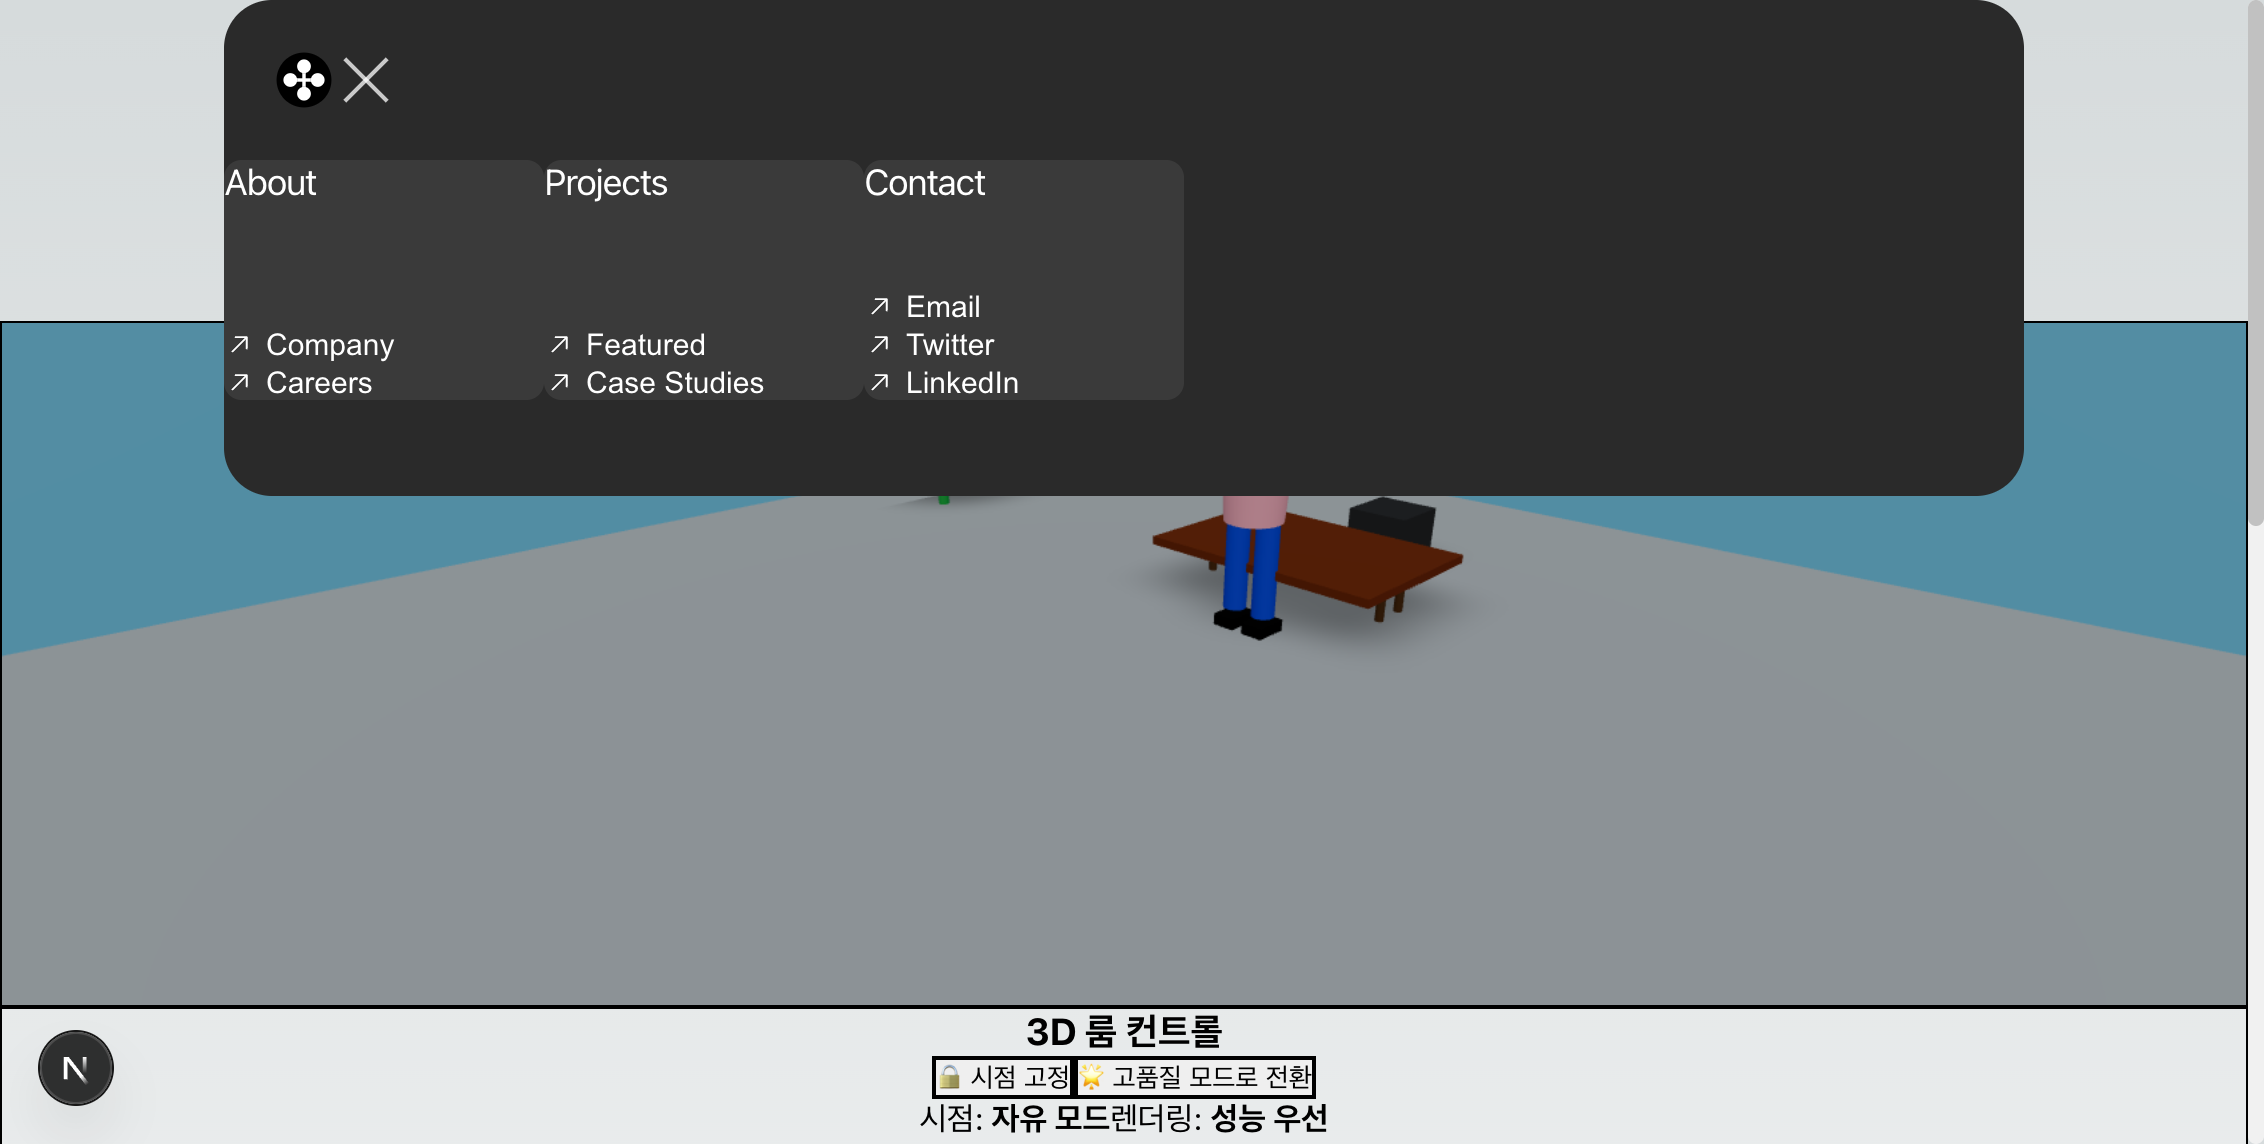 About
Projects
Contact
↗ Company
↗ Careers
↗ Featured
↗ Case Studies
↗ Email
↗ Twitter
↗ LinkedIn
3D 룸 컨트롤
🔒 시점 고정
🌟 고품질 모드로 전환
시점: 자유 모드렌더링: 성능 우선
N